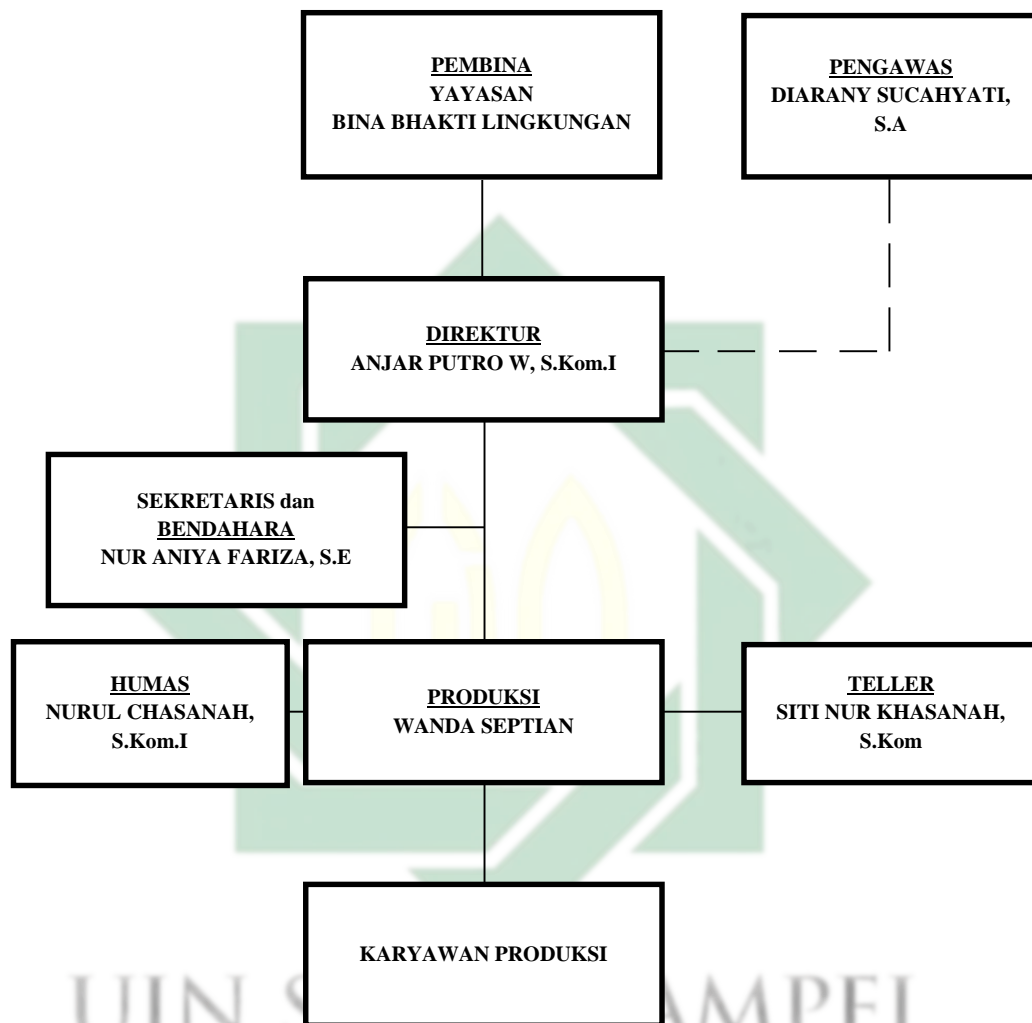 PEMBINA
YAYASAN
BINA BHAKTI LINGKUNGAN
PENGAWAS
DIARANY SUCAHYATI,
S.A
DIREKTUR
ANJAR PUTRO W, S.Kom.I
SEKRETARIS dan
BENDAHARA
NUR ANIYA FARIZA, S.E
HUMAS
NURUL CHASANAH,
S.Kom.I
PRODUKSI
WANDA SEPTIAN
TELLER
SITI NUR KHASANAH,
S.Kom
KARYAWAN PRODUKSI
UIN